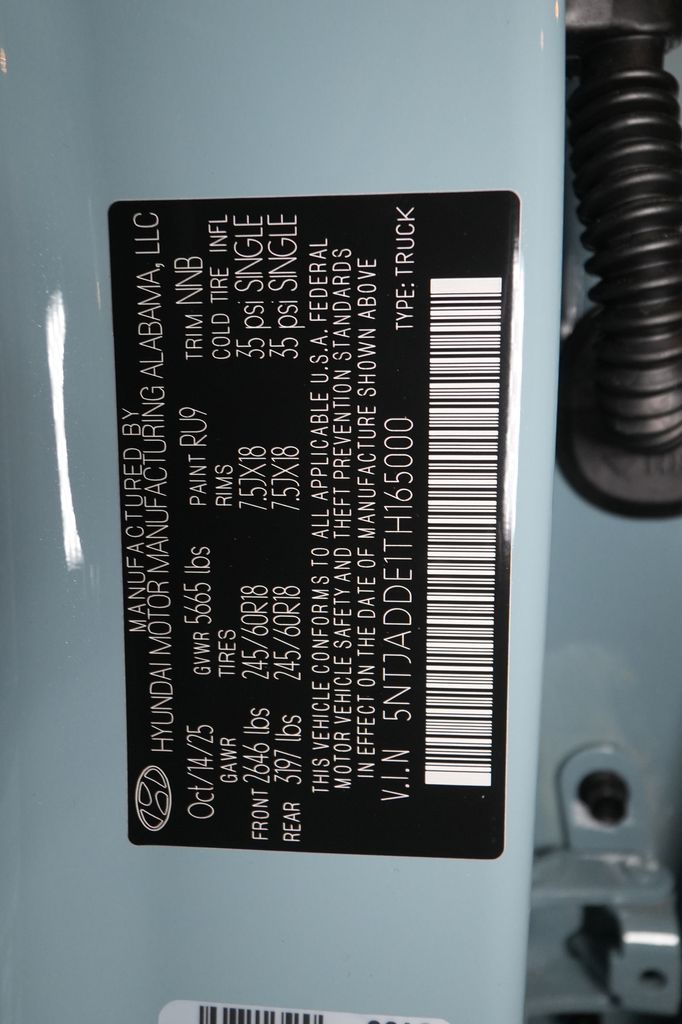 MANUFACTURED BY
HYUNDAI MOTOR MANUFACTURING ALABAMA, LLC
Oct/14/25 GVWR 5665 lbs PAINT RU9 TRIM NNB
GAWR TIRES RIMS COLD TIRE INFL
FRONT 2646 lbs 245/60R18 7.5JX18 35 psi SINGLE
REAR 3197 lbs 245/60R18 7.5JX18 35 psi SINGLE
THIS VEHICLE CONFORMS TO ALL APPLICABLE U.S.A. FEDERAL
MOTOR VEHICLE SAFETY AND THEFT PREVENTION STANDARDS
IN EFFECT ON THE DATE OF MANUFACTURE SHOWN ABOVE
V.I.N 5NTJADDE1TH165000 TYPE: TRUCK